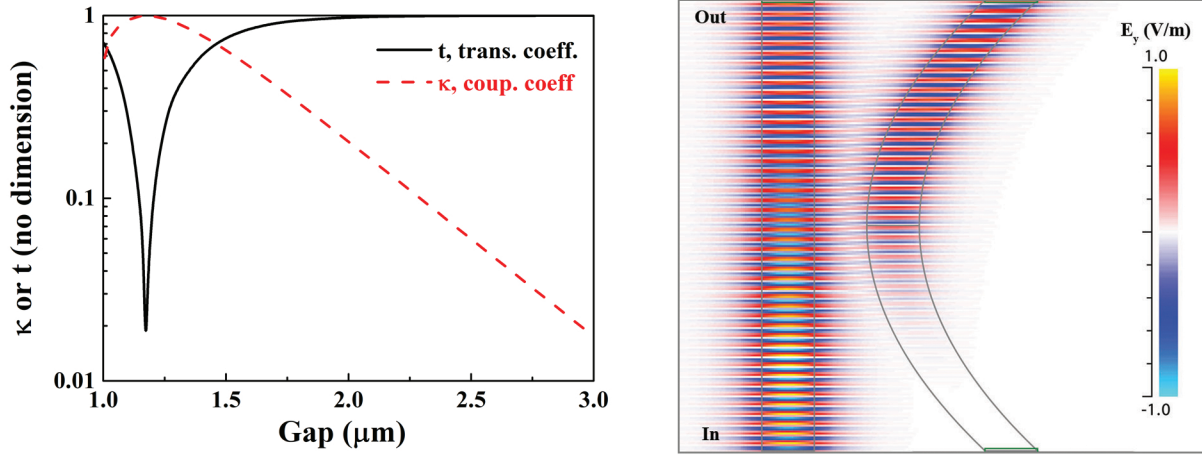 κ or t (no dimension)
1
0.1
0.01
t, trans. coeff.
κ, coup. coeff
1.0
1.5
2.0
2.5
3.0
Gap (μm)
Out
In
E_y (V/m)
1.0
-1.0